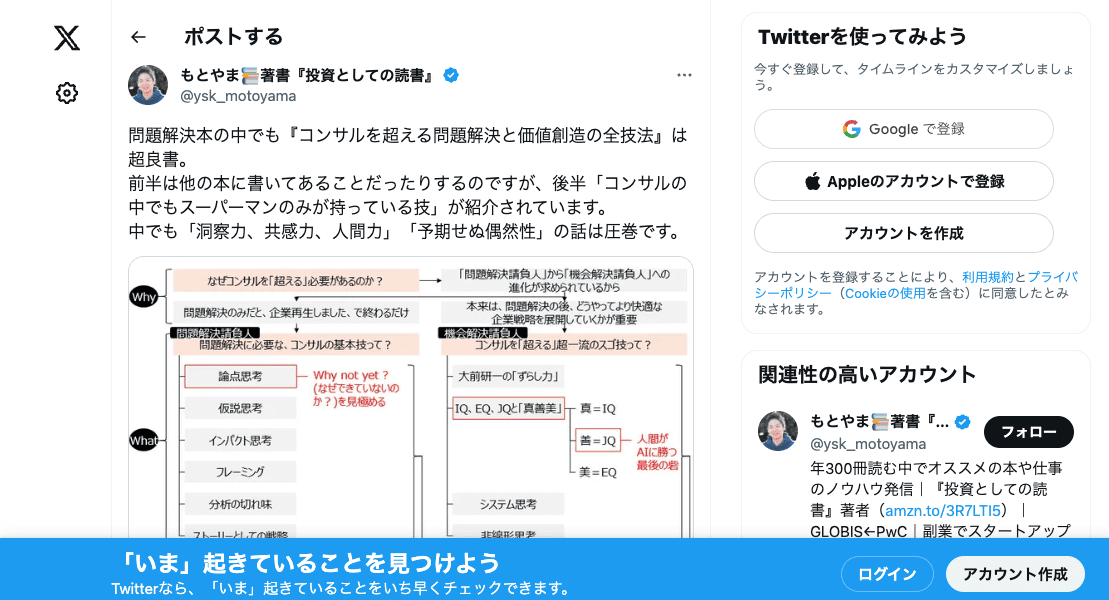 ポストする
もとやま📚著書『投資としての読書』
@ysk_motoyama
問題解決本の中でも『コンサルを超える問題解決と価値創造の全技法』は
超良書。
前半は他の本に書いてあることだったりするのですが、後半「コンサルの
中でもスーパーマンのみが持っている技」が紹介されています。
中でも「洞察力、共感力、人間力」「予期せぬ偶然性」の話は圧巻です。
Why
なぜコンサルを「超える」必要があるのか？
「問題解決請負人」から「機会解決請負人」への
進化が求められているから
問題解決のみだと、企業再生しました、で終わるだけ
本来は、問題解決の後、どうやってより快適な
企業戦略を展開していくかが重要
What
問題解決請負人
問題解決に必要な、コンサルの基本技って？
論点思考
Why not yet？
(なぜできていないの
か？)を見極める
仮説思考
インパクト思考
フレーミング
分析の切れ味
ストーリーとしての戦略
機会解決請負人
コンサルを「超える」超一流のスゴ技って？
大前研一の「ずらし力」
IQ、EQ、JQと「真善美」
真＝IQ
善＝JQ
人間が
AIに勝つ
最後の砦
美＝EQ
システム思考
非線形思考
Twitterを使ってみよう
今すぐ登録して、タイムラインをカスタマイズしましょ
う。
Google で登録
Appleのアカウントで登録
アカウントを作成
アカウントを登録することにより、利用規約とプライバ
シーポリシー（Cookieの使用を含む）に同意したとみ
なされます。
関連性の高いアカウント
もとやま📚著書『...
@ysk_motoyama
フォロー
年300冊読む中でオススメの本や仕事
のノウハウ発信｜『投資としての読
書』著者（amzn.to/3R7LTI5）｜
GLOBIS←PwC｜副業でスタートアップ
「いま」起きていることを見つけよう
Twitterなら、「いま」起きていることをいち早くチェックできます。
ログイン
アカウント作成